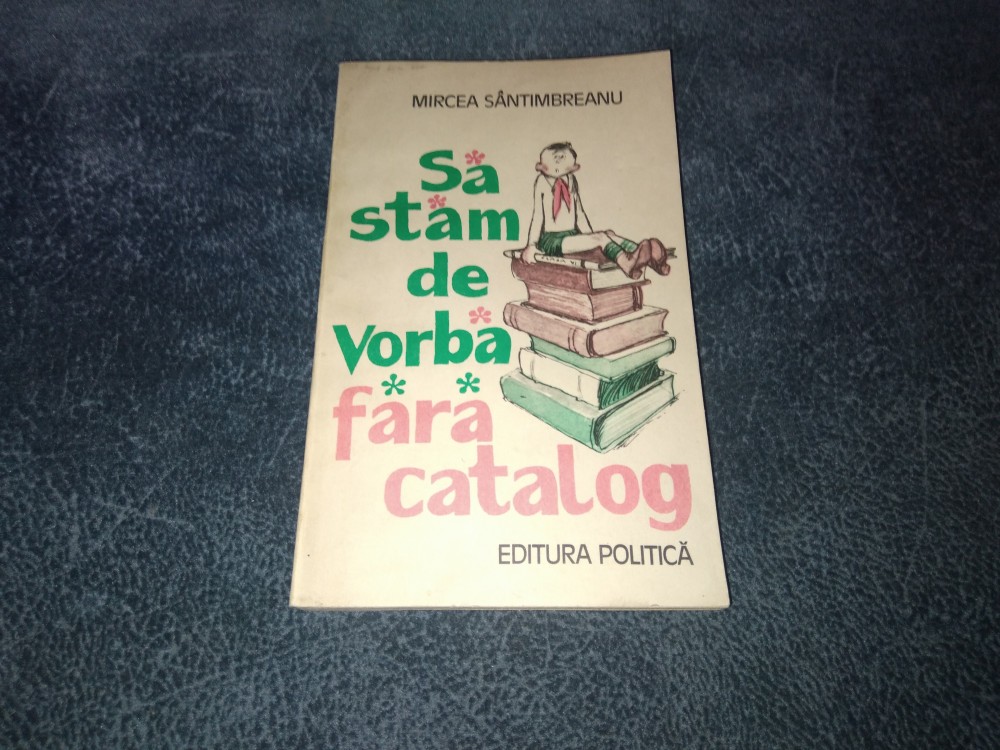 MIRCEA SÂNTIMBREANU
Să
stăm
de
vorbă
fără
catalog
EDITURA POLITICĂ